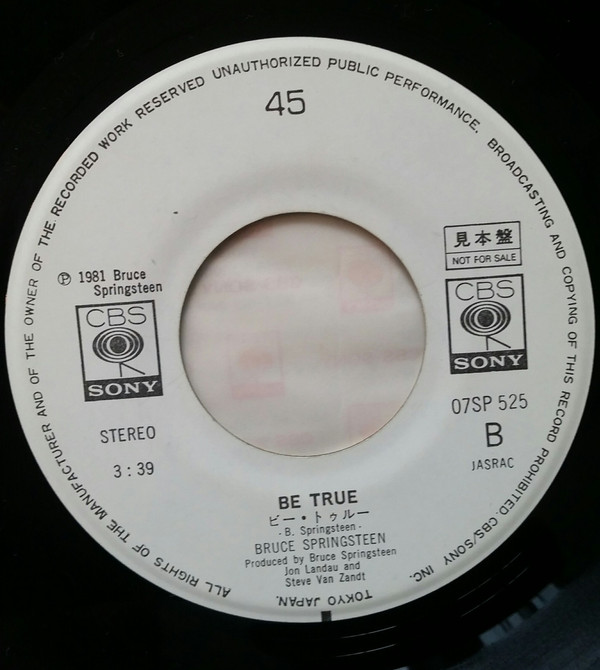 ALL RIGHTS OF THE MANUFACTURER AND OF THE OWNER OF THE RECORDED WORK RESERVED UNAUTHORIZED PUBLIC PERFORMANCE. BROADCASTING AND COPYING OF THIS RECORD PROHIBITED. CBS/SONY INC. TOKYO JAPAN.
45
℗ 1981 Bruce
Springsteen
CBS
SONY
STEREO
3:39
見本盤
NOT FOR SALE
CBS
SONY
07SP 525
B
JASRAC
BE TRUE
ビー・トゥルー
- B. Springsteen -
BRUCE SPRINGSTEEN
Produced by Bruce Springsteen
Jon Landau and
Steve Van Zandt